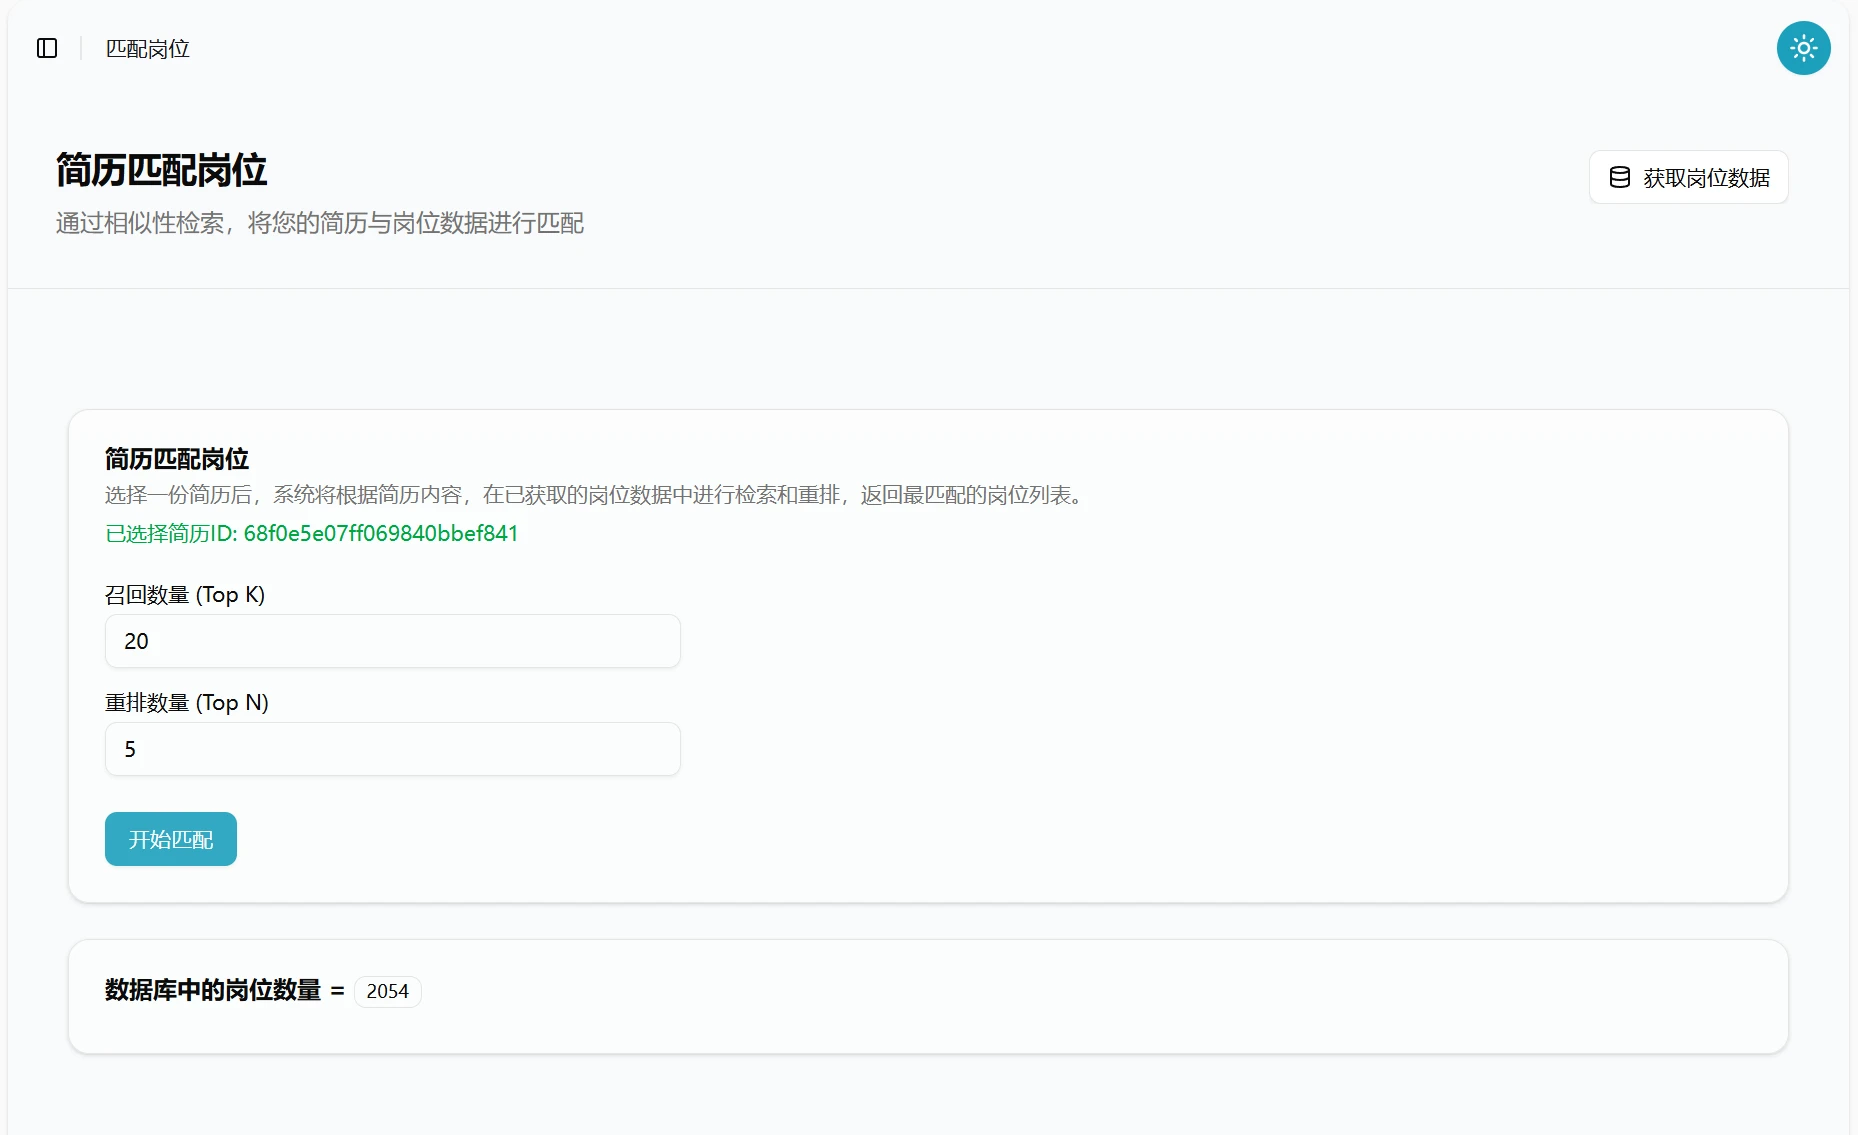 匹配岗位
简历匹配岗位
获取岗位数据
通过相似性检索，将您的简历与岗位数据进行匹配
简历匹配岗位
选择一份简历后，系统将根据简历内容，在已获取的岗位数据中进行检索和重排，返回最匹配的岗位列表。
已选择简历ID: 68f0e5e07ff069840bbef841
召回数量 (Top K)
20
重排数量 (Top N)
5
开始匹配
数据库中的岗位数量 = 2054